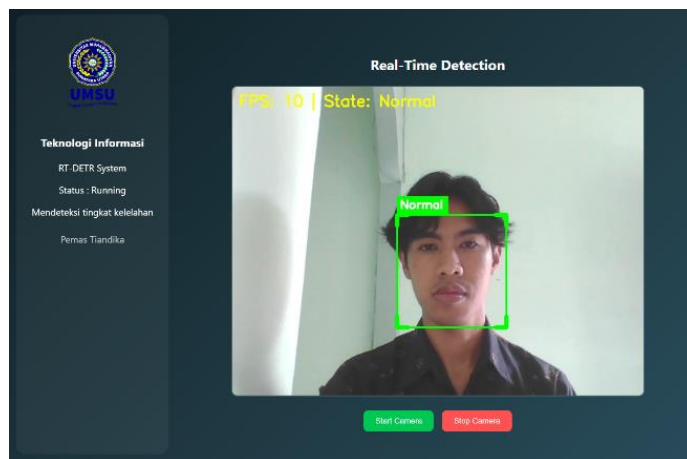 UMSU
Teknologi Informasi
RT-DETR System
Status : Running
Mendeteksi tingkat kelelahan
Pemas Tiandika
Real-Time Detection
FPS: 10 | State: Normal
Normal
Start Camera
Stop Camera